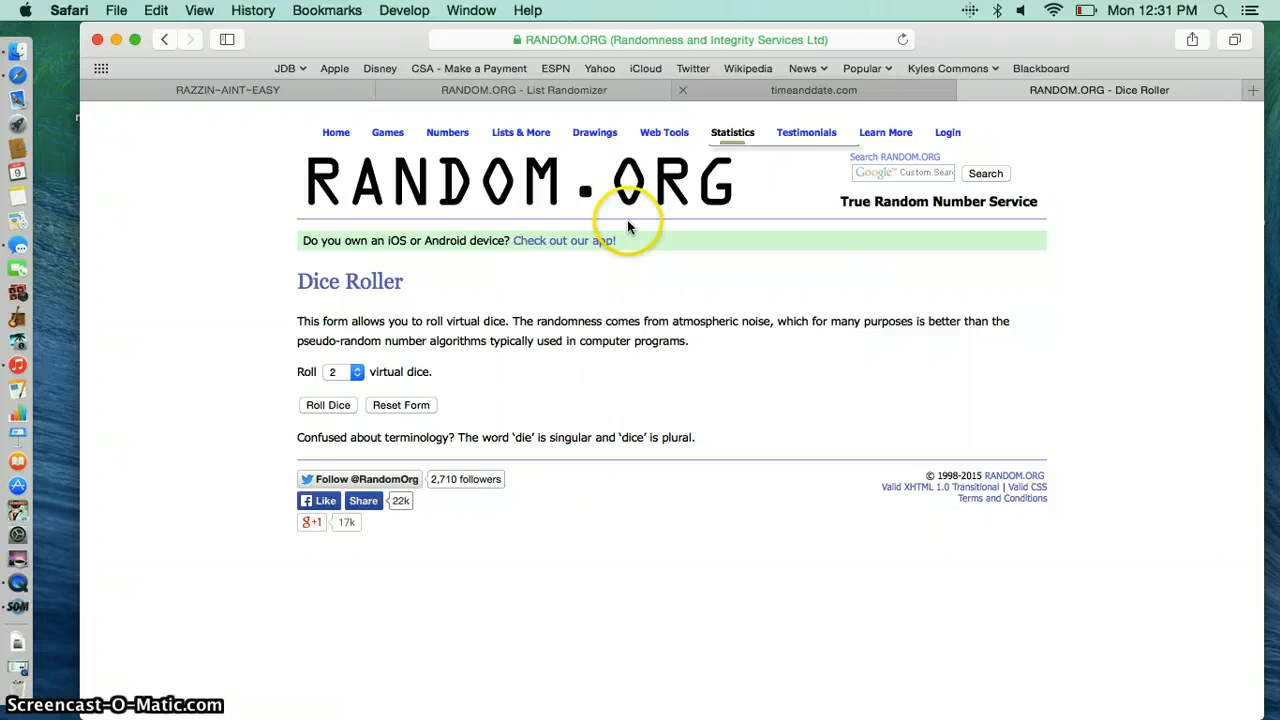 Safari File Edit View History Bookmarks Develop Window Help Mon 12:31 PM
RANDOM.ORG (Randomness and Integrity Services Ltd)
JDB Apple Disney CSA - Make a Payment ESPN Yahoo iCloud Twitter Wikipedia News Popular Kyles Commons Blackboard
RAZZIN~AINT~EASY RANDOM.ORG - List Randomizer timeanddate.com RANDOM.ORG - Dice Roller
Home Games Numbers Lists & More Drawings Web Tools Statistics Testimonials Learn More Login
RANDOM.ORG
Search RANDOM.ORG
Google™ Custom Sear Search
True Random Number Service
Do you own an iOS or Android device? Check out our app!
Dice Roller
This form allows you to roll virtual dice. The randomness comes from atmospheric noise, which for many purposes is better than the
pseudo-random number algorithms typically used in computer programs.
Roll 2 virtual dice.
Roll Dice Reset Form
Confused about terminology? The word ‘die’ is singular and ‘dice’ is plural.
Follow @RandomOrg 2,710 followers
Like Share 22k
g+1 17k
© 1998-2015 RANDOM.ORG
Valid XHTML 1.0 Transitional | Valid CSS
Terms and Conditions
9
SOM
Screencast-O-Matic.com